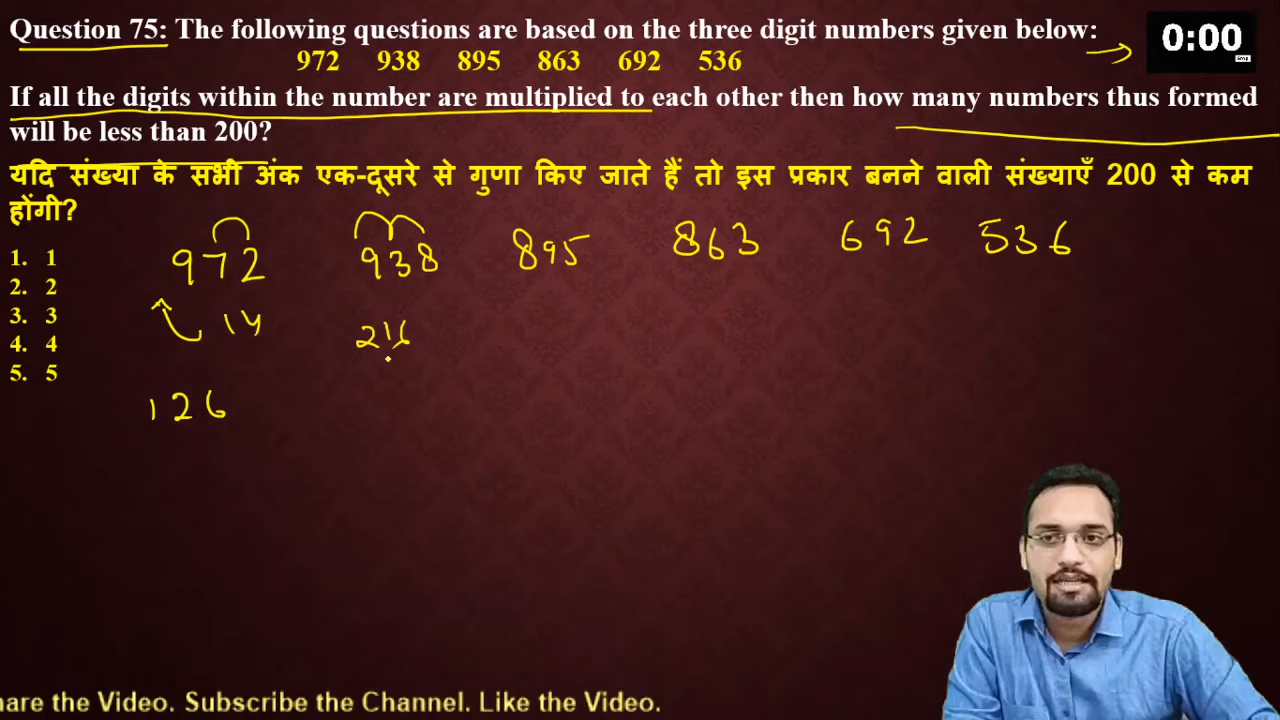 Question 75: The following questions are based on the three digit numbers given below:
0:00
972 938 895 863 692 536
If all the digits within the number are multiplied to each other then how many numbers thus formed
will be less than 200?
यदि संख्या के सभी अंक एक-दूसरे से गुणा किए जाते हैं तो इस प्रकार बनने वाली संख्याएँ 200 से कम
होंगी?
1. 1
2. 2
3. 3
4. 4
5. 5
972 938 895 863 692 536
14 216
126
hare the Video. Subscribe the Channel. Like the Video.